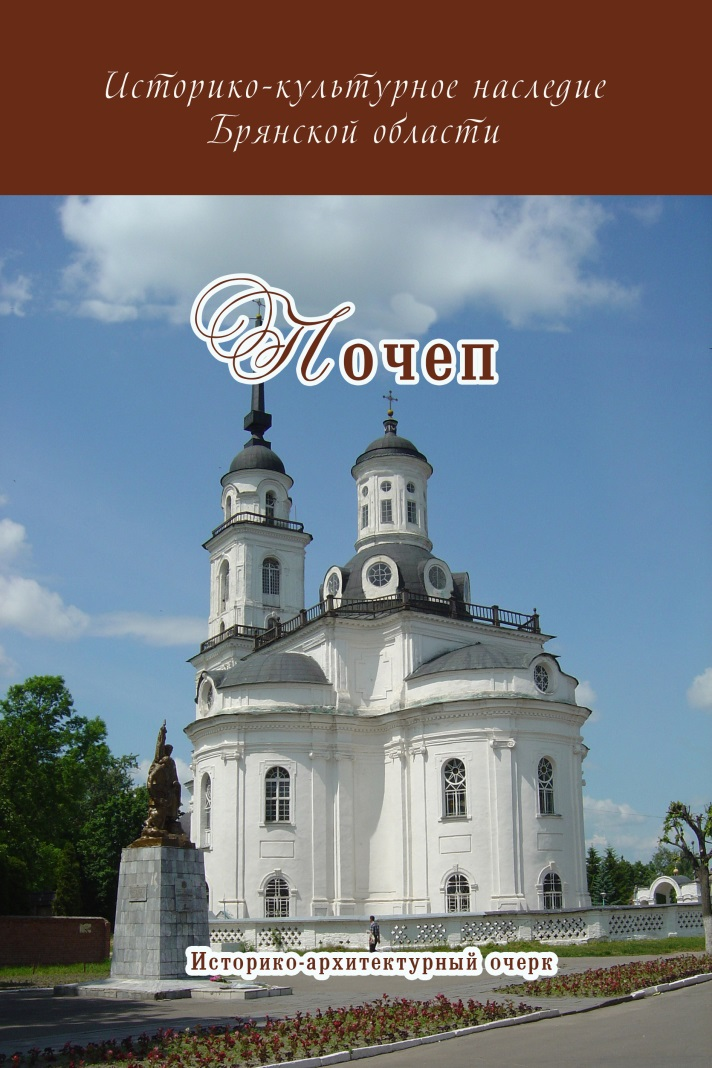 Историко-культурное наследие
Брянской области
Почеп
Историко-архитектурный очерк